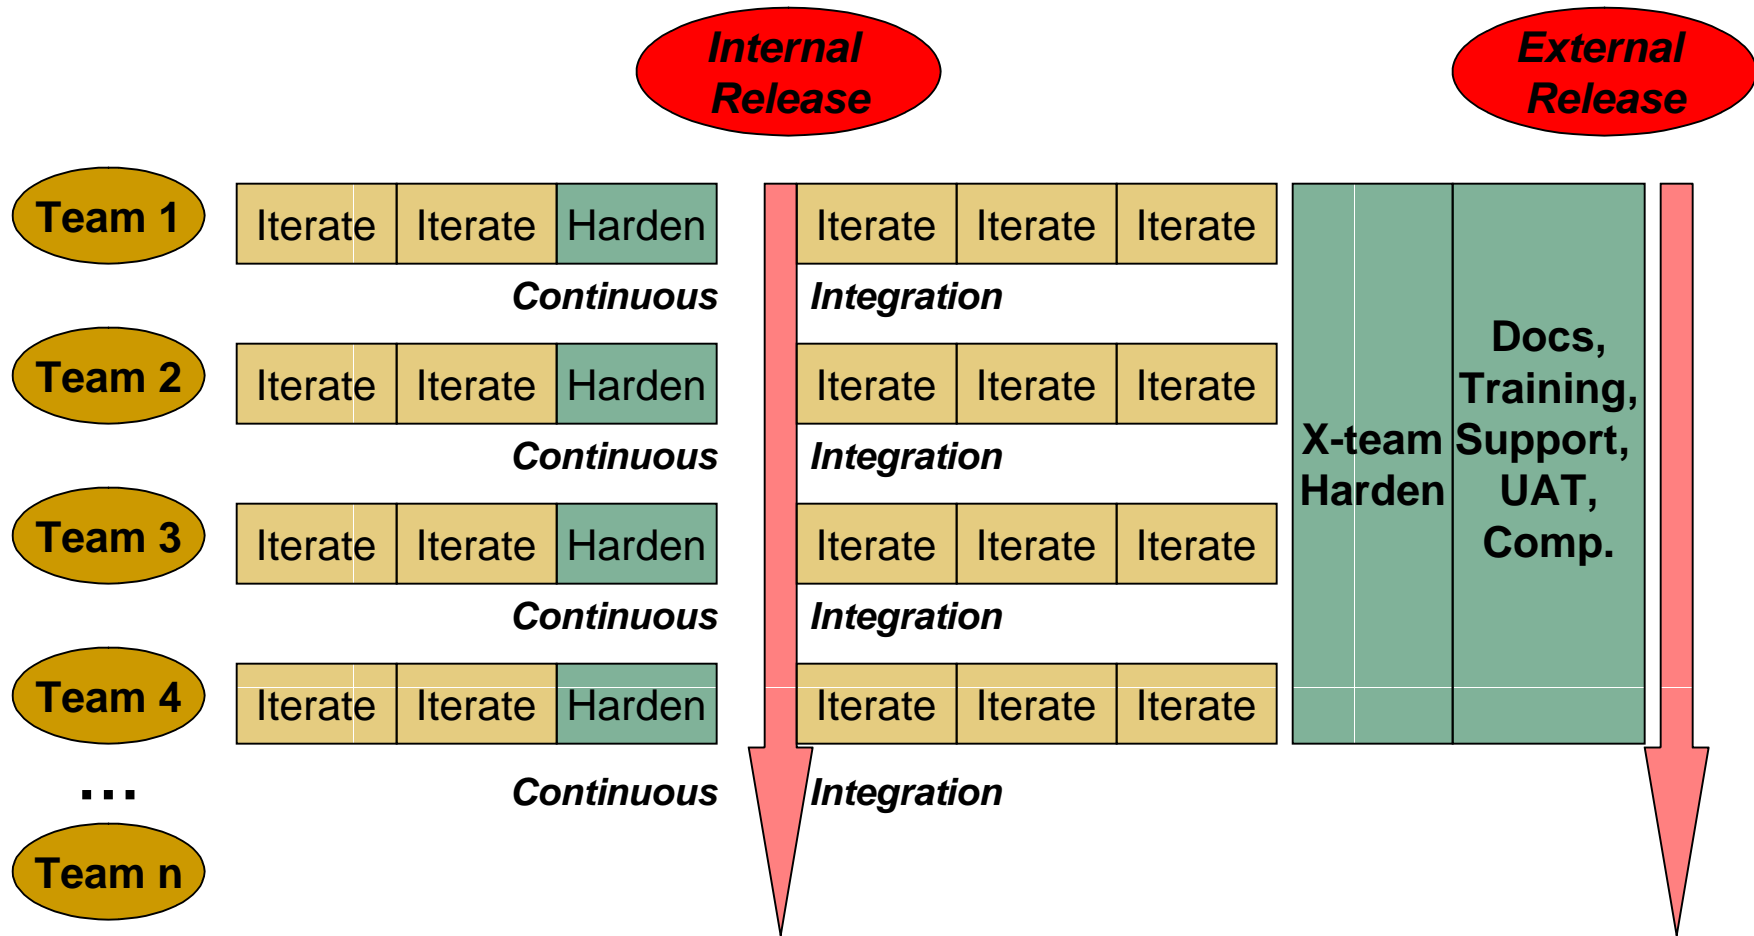 Internal
Release
External
Release
Team 1
Iterate Iterate Harden Iterate Iterate Iterate
Continuous Integration
Team 2
Iterate Iterate Harden Iterate Iterate Iterate
Continuous Integration
Team 3
Iterate Iterate Harden Iterate Iterate Iterate
Continuous Integration
Team 4
Iterate Iterate Harden Iterate Iterate Iterate
Continuous Integration
...
Team n
X-team
Harden
Docs,
Training,
Support,
UAT,
Comp.